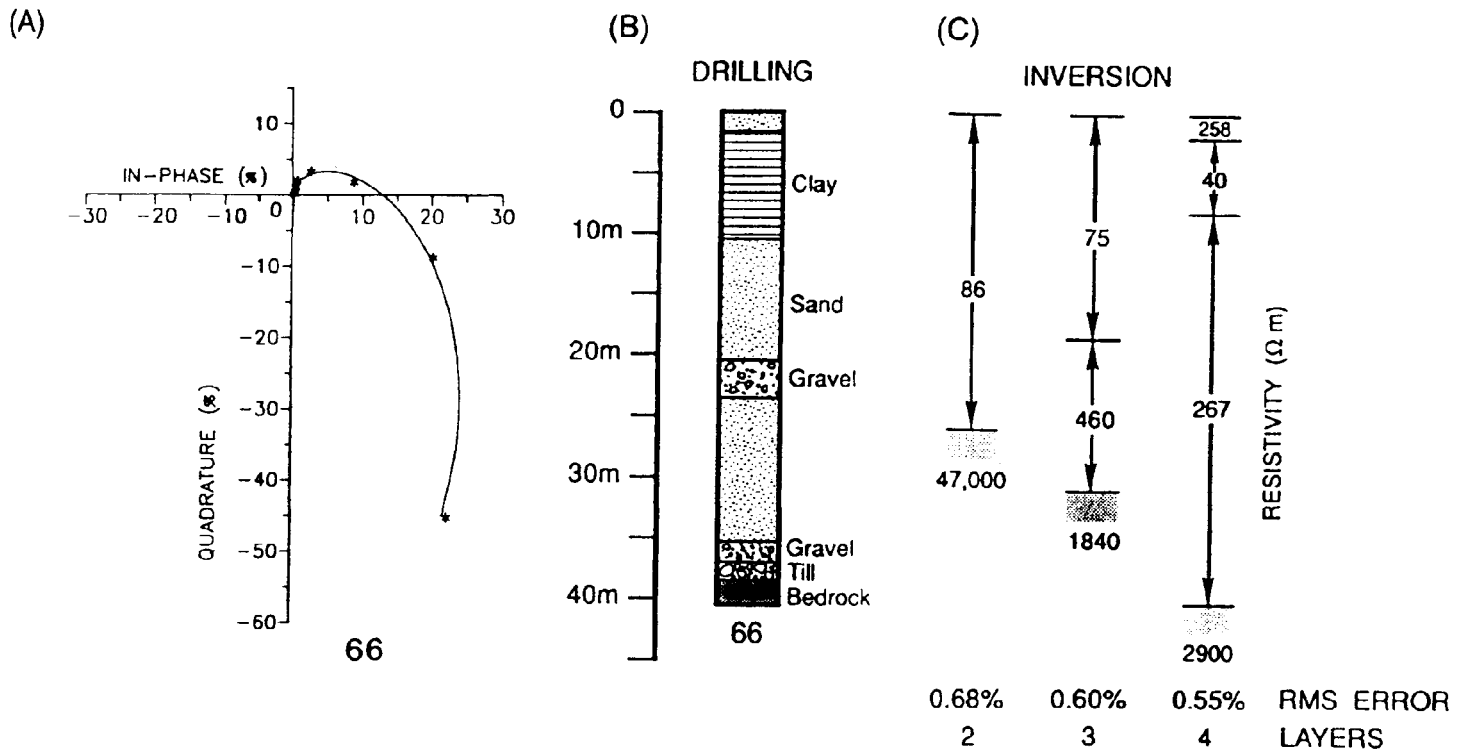 (A)
10
IN-PHASE (%)
-30 -20 -10 0 10 20 30
-10
-20
-30
-40
-50
-60
QUADRATURE (%)
66
(B)
DRILLING
0
10m
20m
30m
40m
Clay
Sand
Gravel
Gravel
Till
Bedrock
66
(C)
INVERSION
86
47,000
75
460
1840
258
40
267
2900
RESISTIVITY (Ω m)
0.68% 0.60% 0.55% RMS ERROR
2 3 4 LAYERS